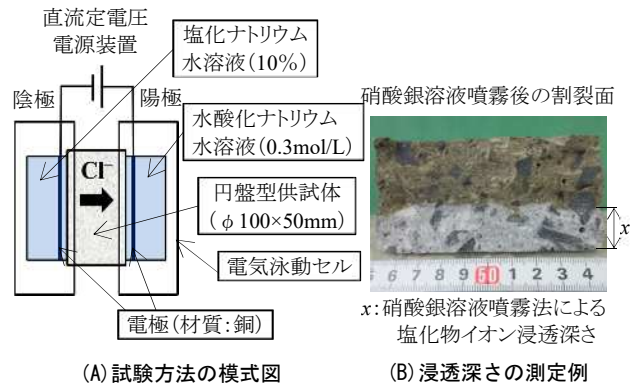 直流定電圧
電源装置
塩化ナトリウム
水溶液(10%)
陰極
陽極
水酸化ナトリウム
水溶液(0.3mol/L)
Cl⁻
円盤型供試体
(φ100×50mm)
電気泳動セル
電極(材質:銅)
(A)試験方法の模式図
硝酸銀溶液噴霧後の割裂面
x
6 7 8 9 50 1 2 3 4
x:硝酸銀溶液噴霧法による
塩化物イオン浸透深さ
(B)浸透深さの測定例